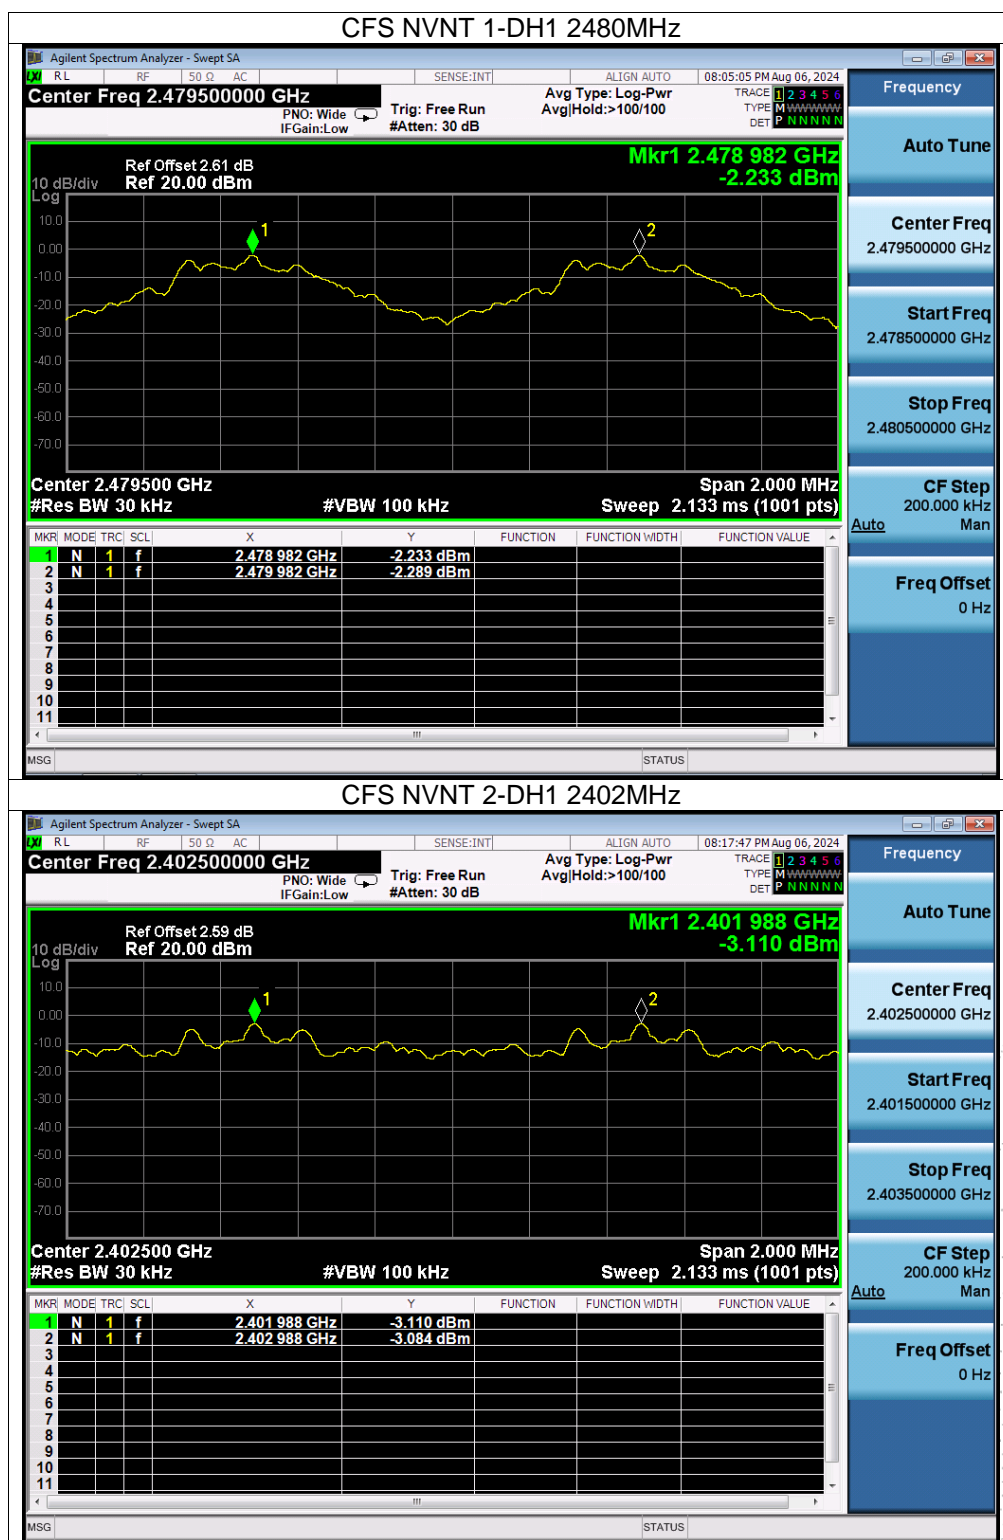 CFS NVNT 1-DH1 2480MHz
Agilent Spectrum Analyzer - Swept SA
LXI RL RF 50 Ω AC SENSE:INT ALIGN AUTO 08:05:05 PM Aug 06, 2024
Center Freq 2.479500000 GHz
PNO: Wide
IFGain:Low
Trig: Free Run
#Atten: 30 dB
Avg Type: Log-Pwr
Avg|Hold:>100/100
TRACE 1 2 3 4 5 6
TYPE M WWWWW
DET P N N N N N
Mkr1 2.478 982 GHz
-2.233 dBm
Ref Offset 2.61 dB
10 dB/div Ref 20.00 dBm
Log
10.0
0.00
-10.0
-20.0
-30.0
-40.0
-50.0
-60.0
-70.0
1
2
Center 2.479500 GHz Span 2.000 MHz
#Res BW 30 kHz #VBW 100 kHz Sweep 2.133 ms (1001 pts)
MKR MODE TRC SCL X Y FUNCTION FUNCTION WIDTH FUNCTION VALUE
1 N 1 f 2.478 982 GHz -2.233 dBm
2 N 1 f 2.479 982 GHz -2.289 dBm
3
4
5
6
7
8
9
10
11
MSG STATUS
Frequency
Auto Tune
Center Freq
2.479500000 GHz
Start Freq
2.478500000 GHz
Stop Freq
2.480500000 GHz
CF Step
200.000 kHz
Auto Man
Freq Offset
0 Hz
CFS NVNT 2-DH1 2402MHz
Agilent Spectrum Analyzer - Swept SA
LXI RL RF 50 Ω AC SENSE:INT ALIGN AUTO 08:17:47 PM Aug 06, 2024
Center Freq 2.402500000 GHz
PNO: Wide
IFGain:Low
Trig: Free Run
#Atten: 30 dB
Avg Type: Log-Pwr
Avg|Hold:>100/100
TRACE 1 2 3 4 5 6
TYPE M WWWWW
DET P N N N N N
Mkr1 2.401 988 GHz
-3.110 dBm
Ref Offset 2.59 dB
10 dB/div Ref 20.00 dBm
Log
10.0
0.00
-10.0
-20.0
-30.0
-40.0
-50.0
-60.0
-70.0
1
2
Center 2.402500 GHz Span 2.000 MHz
#Res BW 30 kHz #VBW 100 kHz Sweep 2.133 ms (1001 pts)
MKR MODE TRC SCL X Y FUNCTION FUNCTION WIDTH FUNCTION VALUE
1 N 1 f 2.401 988 GHz -3.110 dBm
2 N 1 f 2.402 988 GHz -3.084 dBm
3
4
5
6
7
8
9
10
11
MSG STATUS
Frequency
Auto Tune
Center Freq
2.402500000 GHz
Start Freq
2.401500000 GHz
Stop Freq
2.403500000 GHz
CF Step
200.000 kHz
Auto Man
Freq Offset
0 Hz